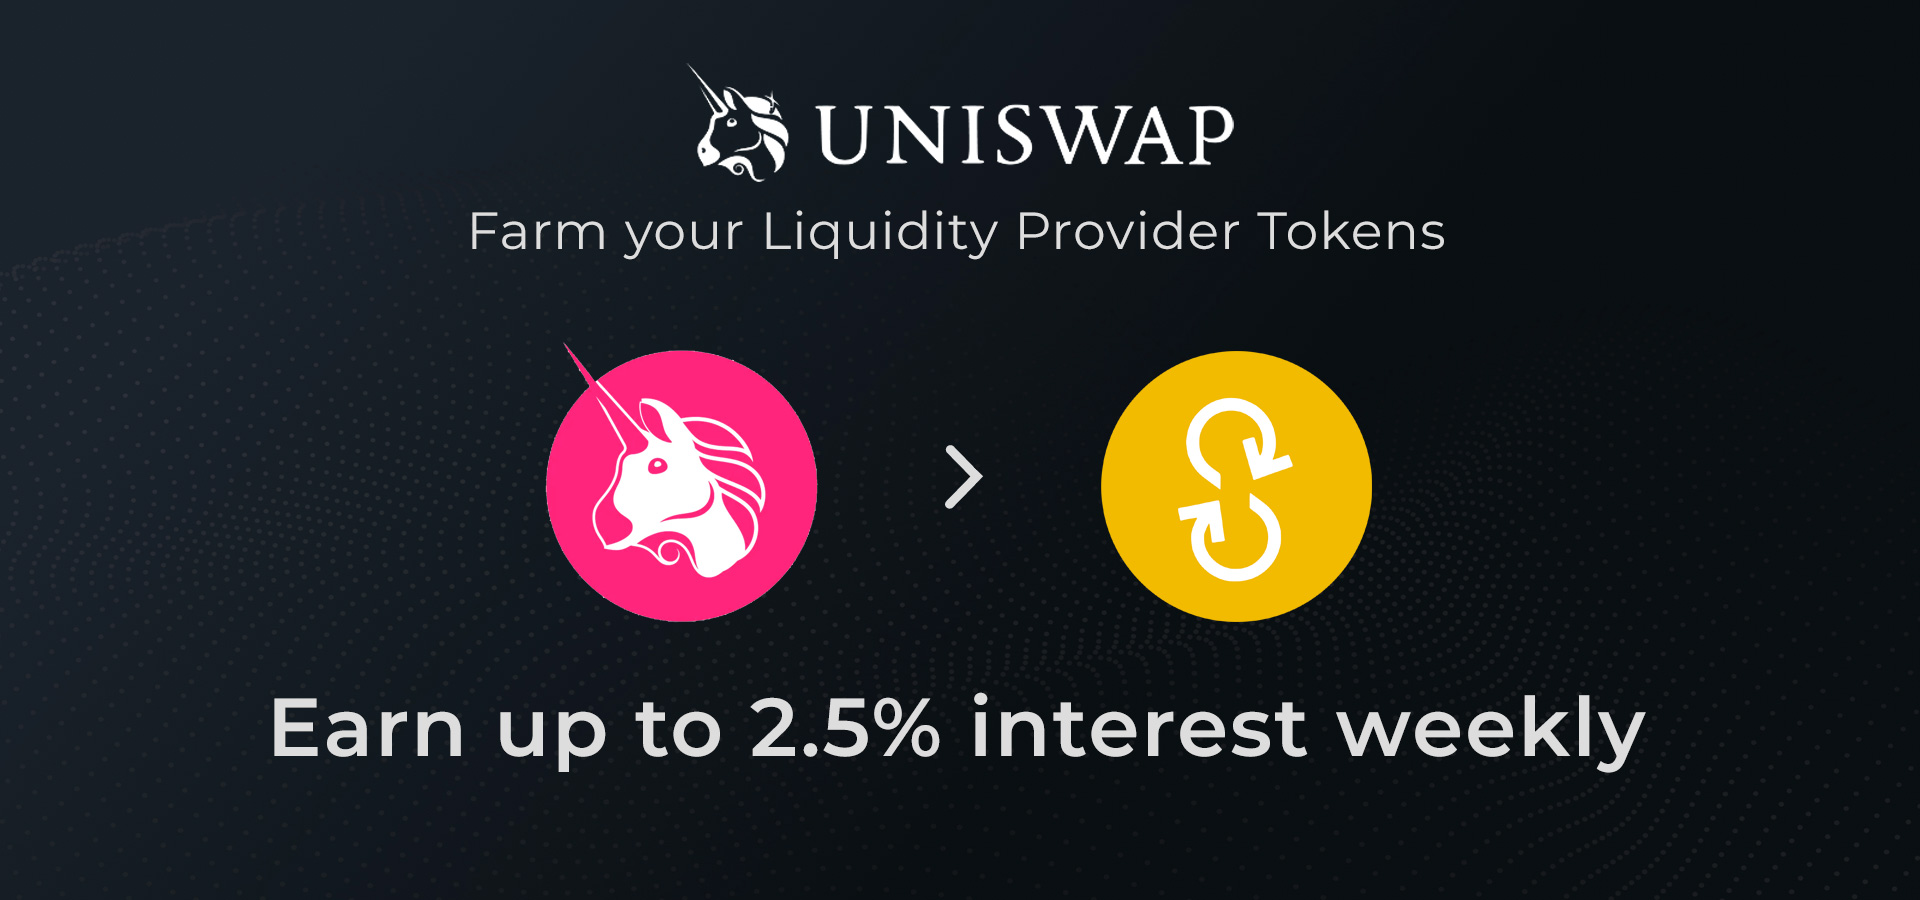 UNISWAP
Farm your Liquidity Provider Tokens
Earn up to 2.5% interest weekly